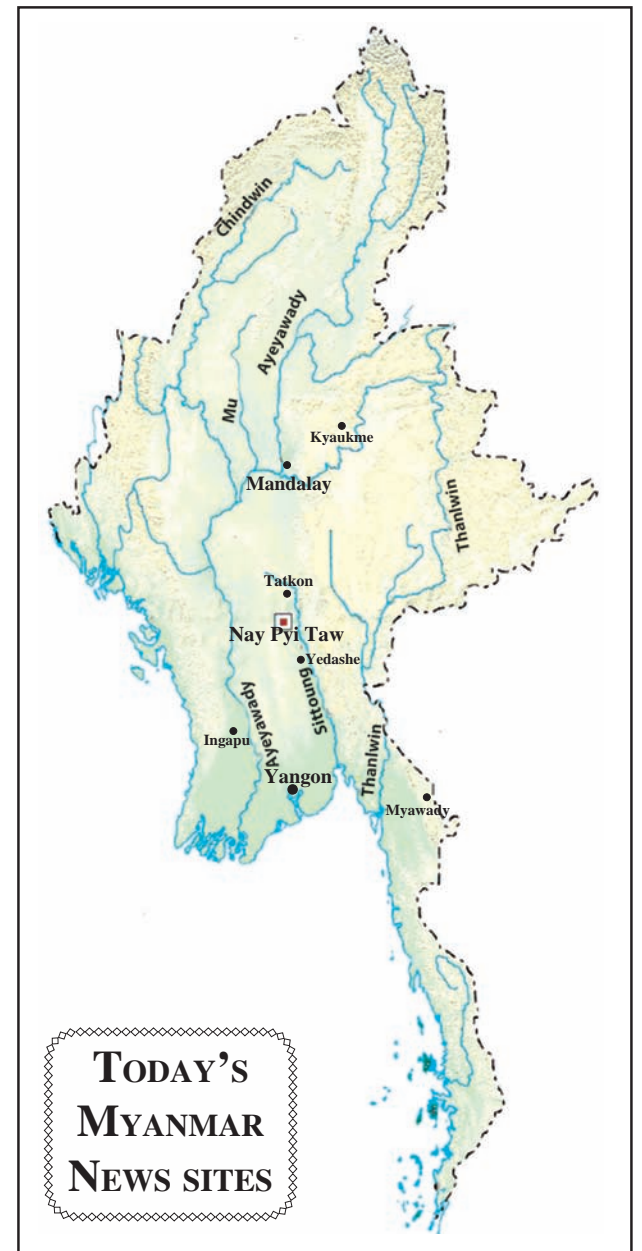 Chindwin
Ayeyawady
Mu
Kyaukme
Mandalay
Thanlwin
Tatkon
Nay Pyi Taw
Yedashe
Sittoung
Ayeyawady
Ingapu
Thanlwin
Yangon
Myawady
TODAY'S
MYANMAR
NEWS SITES